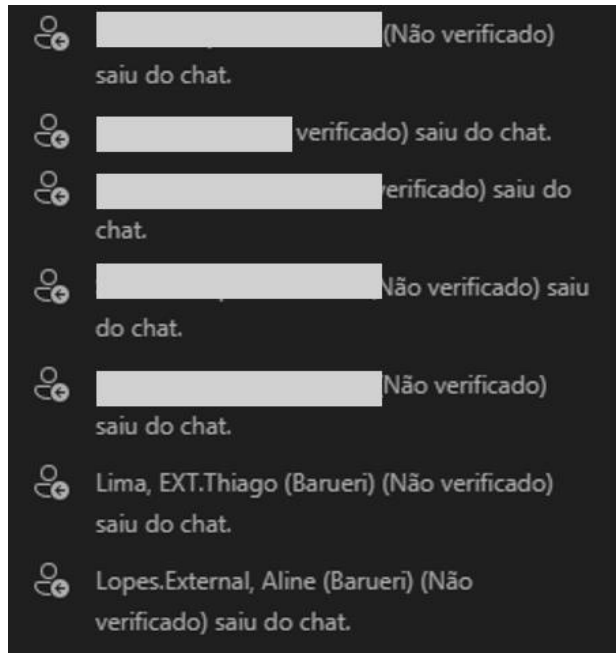 (Não verificado)
saiu do chat.
verificado) saiu do chat.
verificado) saiu do
chat.
(Não verificado) saiu
do chat.
(Não verificado)
saiu do chat.
Lima, EXT.Thiago (Barueri) (Não verificado)
saiu do chat.
Lopes.External, Aline (Barueri) (Não
verificado) saiu do chat.